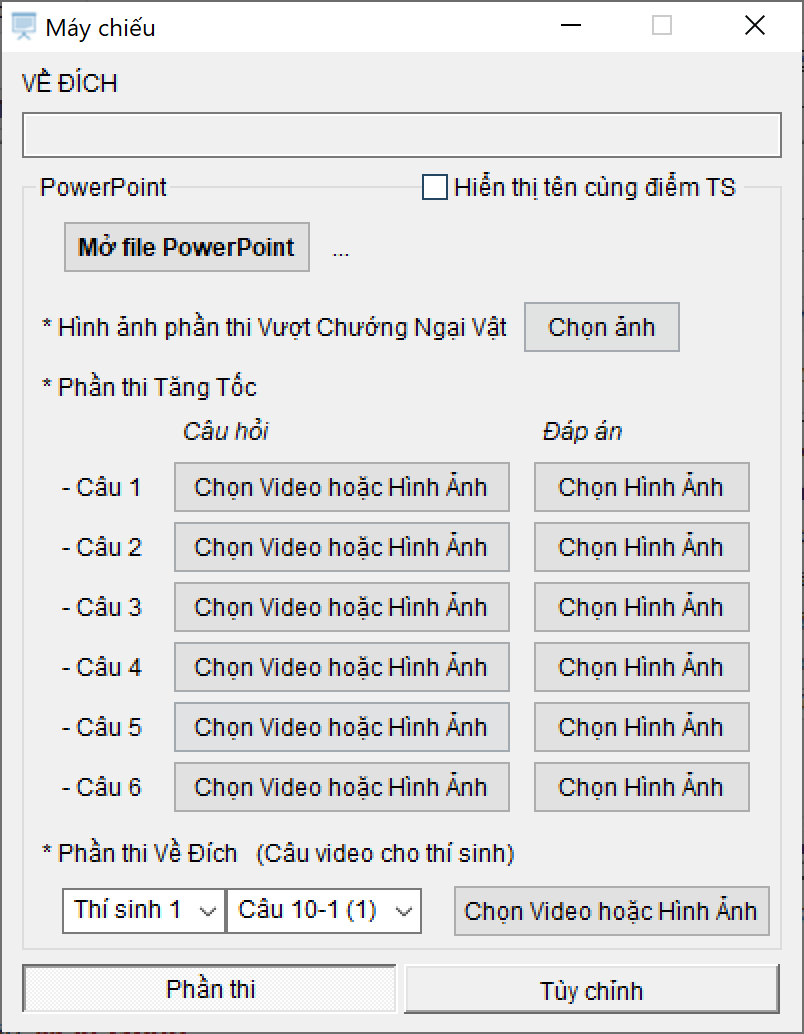 Máy chiếu
VỀ ĐÍCH
PowerPoint Hiển thị tên cùng điểm TS
Mở file PowerPoint ...
* Hình ảnh phần thi Vượt Chướng Ngại Vật Chọn ảnh
* Phần thi Tăng Tốc
Câu hỏi Đáp án
- Câu 1 Chọn Video hoặc Hình Ảnh Chọn Hình Ảnh
- Câu 2 Chọn Video hoặc Hình Ảnh Chọn Hình Ảnh
- Câu 3 Chọn Video hoặc Hình Ảnh Chọn Hình Ảnh
- Câu 4 Chọn Video hoặc Hình Ảnh Chọn Hình Ảnh
- Câu 5 Chọn Video hoặc Hình Ảnh Chọn Hình Ảnh
- Câu 6 Chọn Video hoặc Hình Ảnh Chọn Hình Ảnh
* Phần thi Về Đích (Câu video cho thí sinh)
Thí sinh 1 Câu 10-1 (1) Chọn Video hoặc Hình Ảnh
Phần thi Tùy chỉnh